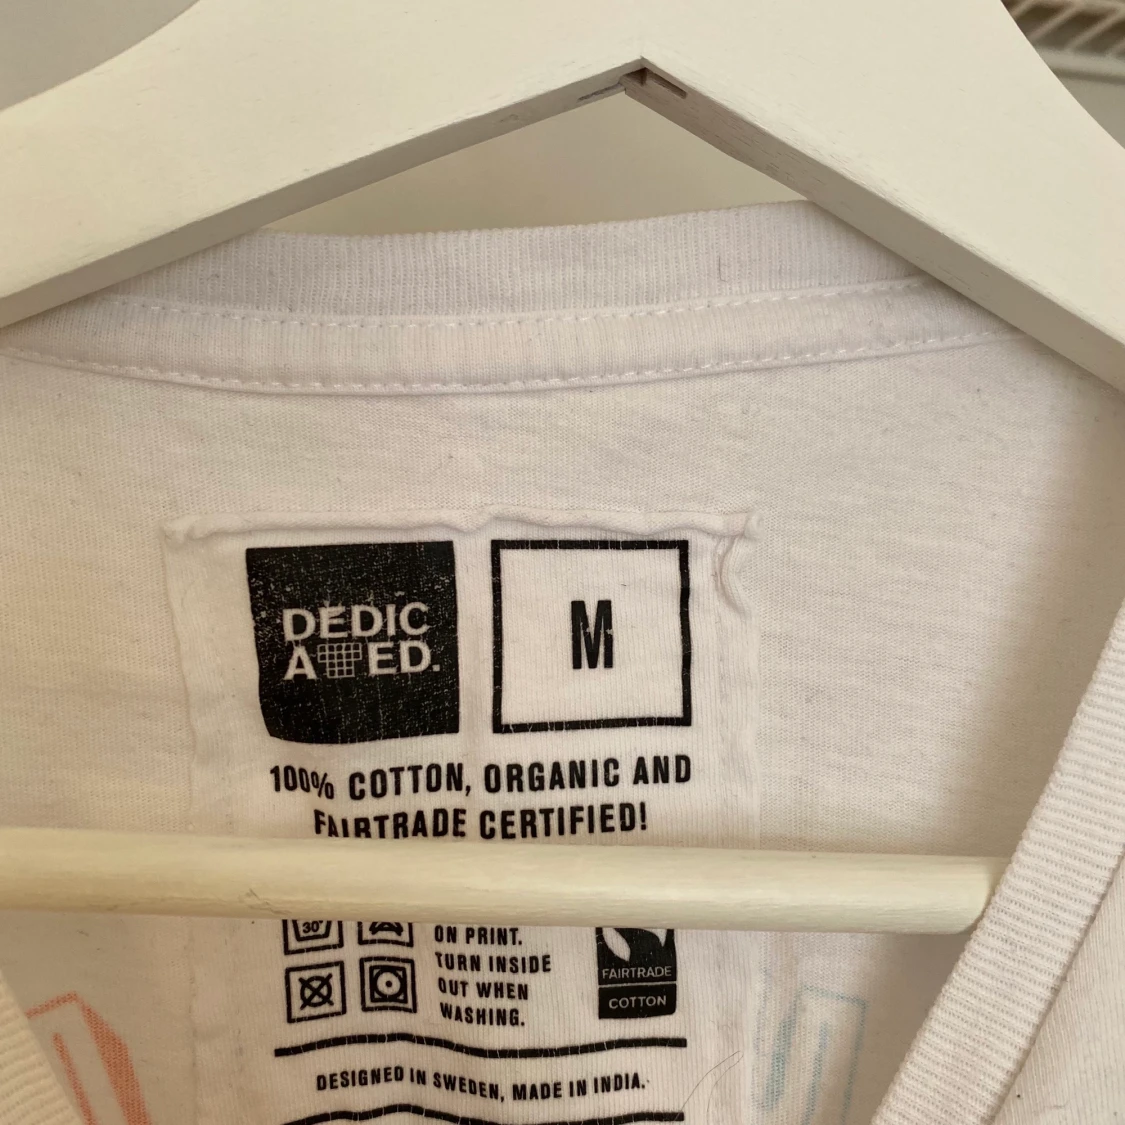 DEDIC
A ED.
M
100% COTTON, ORGANIC AND
FAIRTRADE CERTIFIED!
30°
ON PRINT.
TURN INSIDE
OUT WHEN
WASHING.
FAIRTRADE
COTTON
DESIGNED IN SWEDEN, MADE IN INDIA.